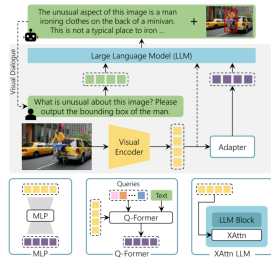 The unusual aspect of this image is a man
ironing clothes on the back of a minivan.
This is not a typical place to iron ...
+
Visual Dialogue
Large Language Model (LLM)
What is unusual about this image? Please
output the bounding box of the man.
Visual
Encoder
Adapter
MLP
MLP
Queries
Text
Q-Former
Q-Former
LLM Block
XAttn
XAttn LLM